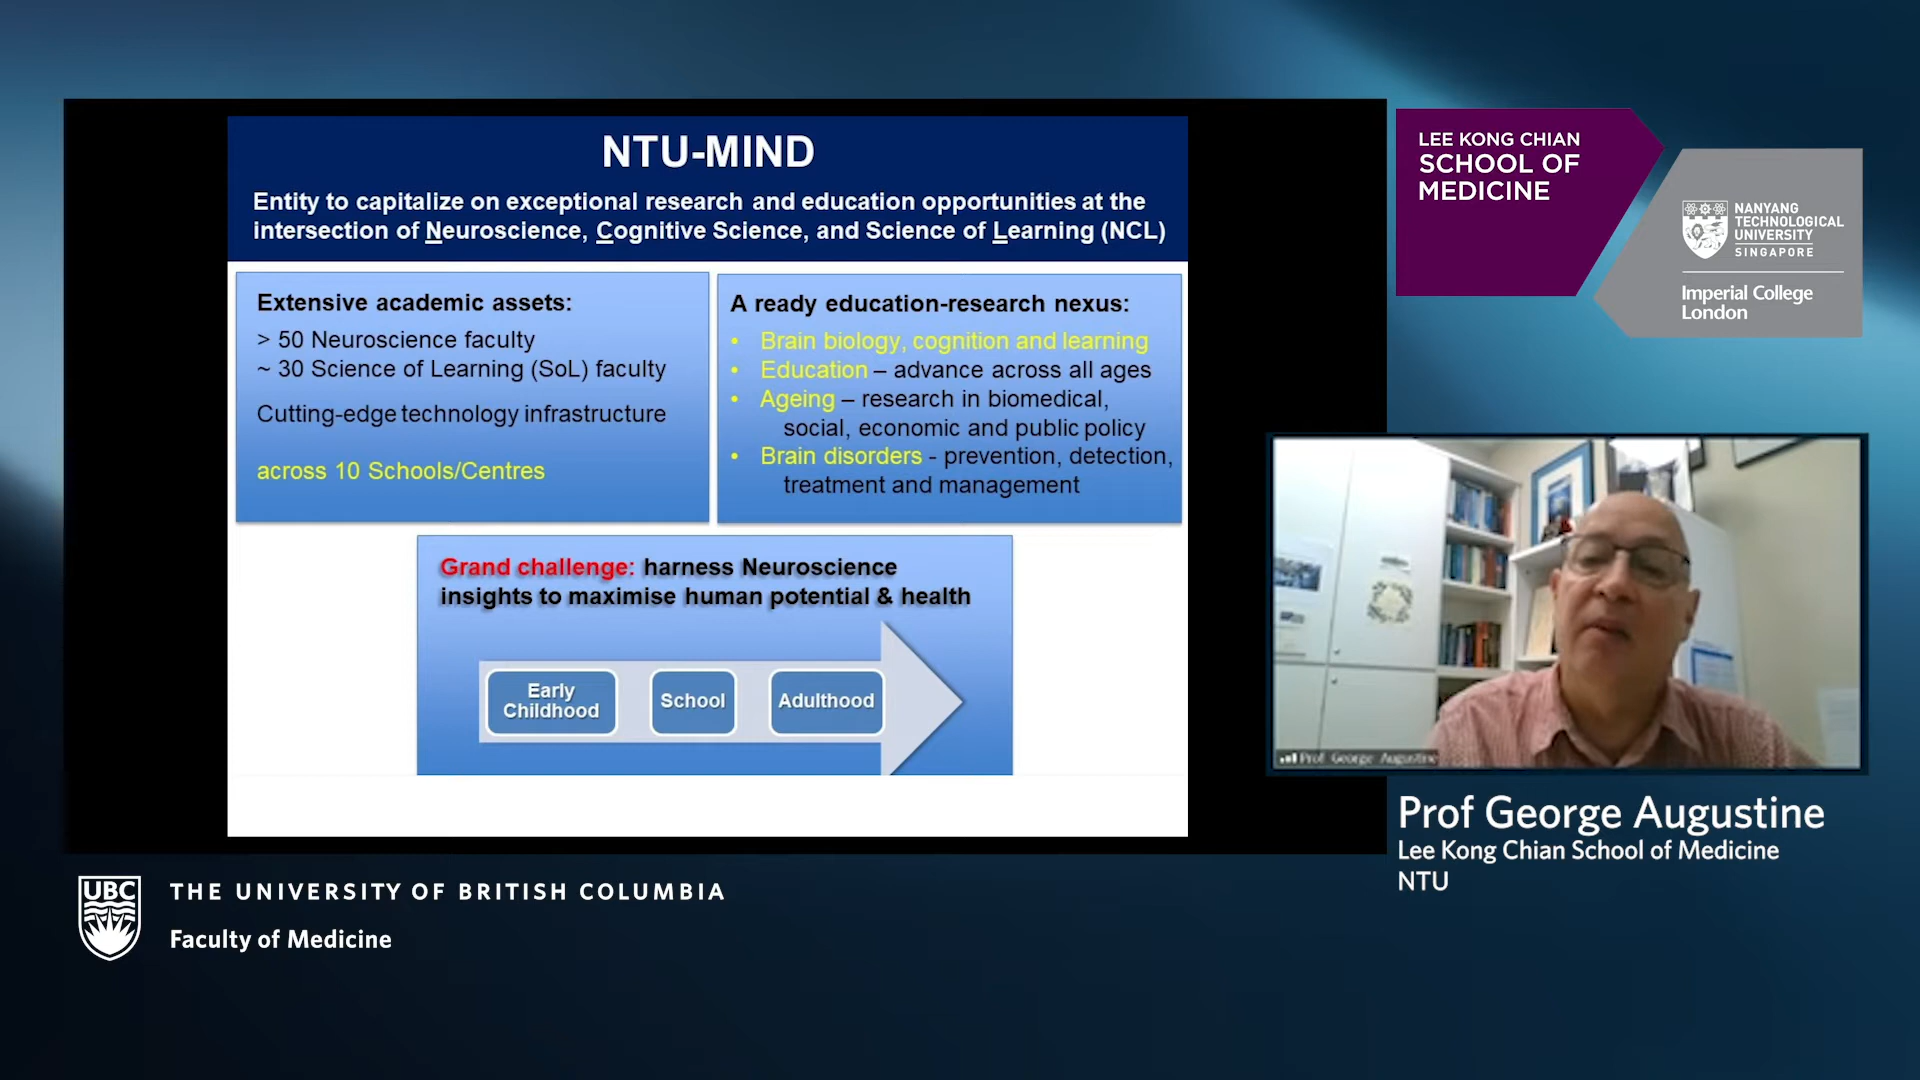 NTU-MIND
Entity to capitalize on exceptional research and education opportunities at the
intersection of Neuroscience, Cognitive Science, and Science of Learning (NCL)
Extensive academic assets:
> 50 Neuroscience faculty
~ 30 Science of Learning (SoL) faculty
Cutting-edge technology infrastructure
across 10 Schools/Centres
A ready education-research nexus:
• Brain biology, cognition and learning
• Education – advance across all ages
• Ageing – research in biomedical,
social, economic and public policy
• Brain disorders - prevention, detection,
treatment and management
Grand challenge: harness Neuroscience
insights to maximise human potential & health
Early
Childhood
School
Adulthood
LEE KONG CHIAN
SCHOOL OF
MEDICINE
NANYANG
TECHNOLOGICAL
UNIVERSITY
SINGAPORE
Imperial College
London
Prof George Augustine
Prof George Augustine
Lee Kong Chian School of Medicine
NTU
UBC
THE UNIVERSITY OF BRITISH COLUMBIA
Faculty of Medicine